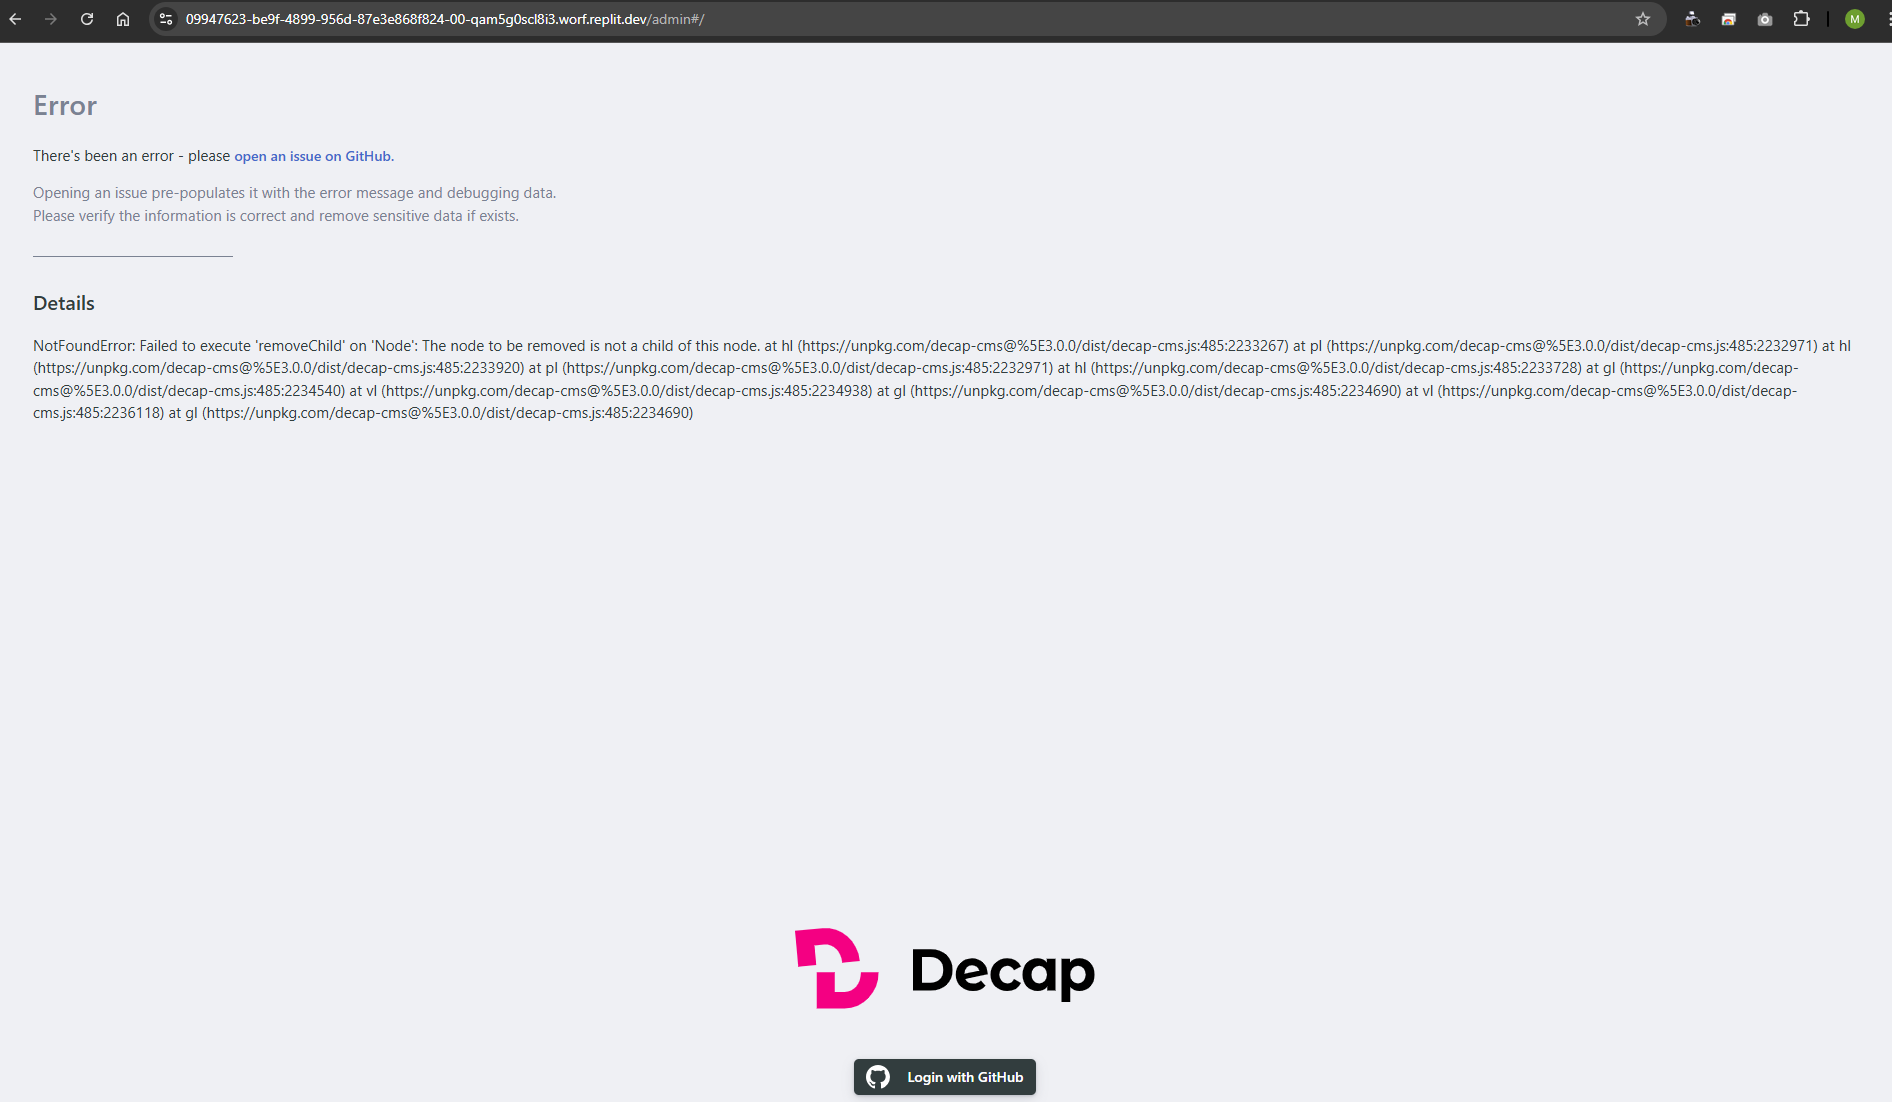 09947623-be9f-4899-956d-87e3e868f824-00-qam5g0scl8i3.worf.replit.dev/admin#/
M
Error
There's been an error - please open an issue on GitHub.
Opening an issue pre-populates it with the error message and debugging data.
Please verify the information is correct and remove sensitive data if exists.
Details
NotFoundError: Failed to execute 'removeChild' on 'Node': The node to be removed is not a child of this node. at hl (https://unpkg.com/decap-cms@%5E3.0.0/dist/decap-cms.js:485:2233267) at pl (https://unpkg.com/decap-cms@%5E3.0.0/dist/decap-cms.js:485:2232971) at hl
(https://unpkg.com/decap-cms@%5E3.0.0/dist/decap-cms.js:485:2233920) at pl (https://unpkg.com/decap-cms@%5E3.0.0/dist/decap-cms.js:485:2232971) at hl (https://unpkg.com/decap-cms@%5E3.0.0/dist/decap-cms.js:485:2233728) at gl (https://unpkg.com/decap-
cms@%5E3.0.0/dist/decap-cms.js:485:2234540) at vl (https://unpkg.com/decap-cms@%5E3.0.0/dist/decap-cms.js:485:2234938) at gl (https://unpkg.com/decap-cms@%5E3.0.0/dist/decap-cms.js:485:2234690) at vl (https://unpkg.com/decap-cms@%5E3.0.0/dist/decap-
cms.js:485:2236118) at gl (https://unpkg.com/decap-cms@%5E3.0.0/dist/decap-cms.js:485:2234690)
Decap
Login with GitHub